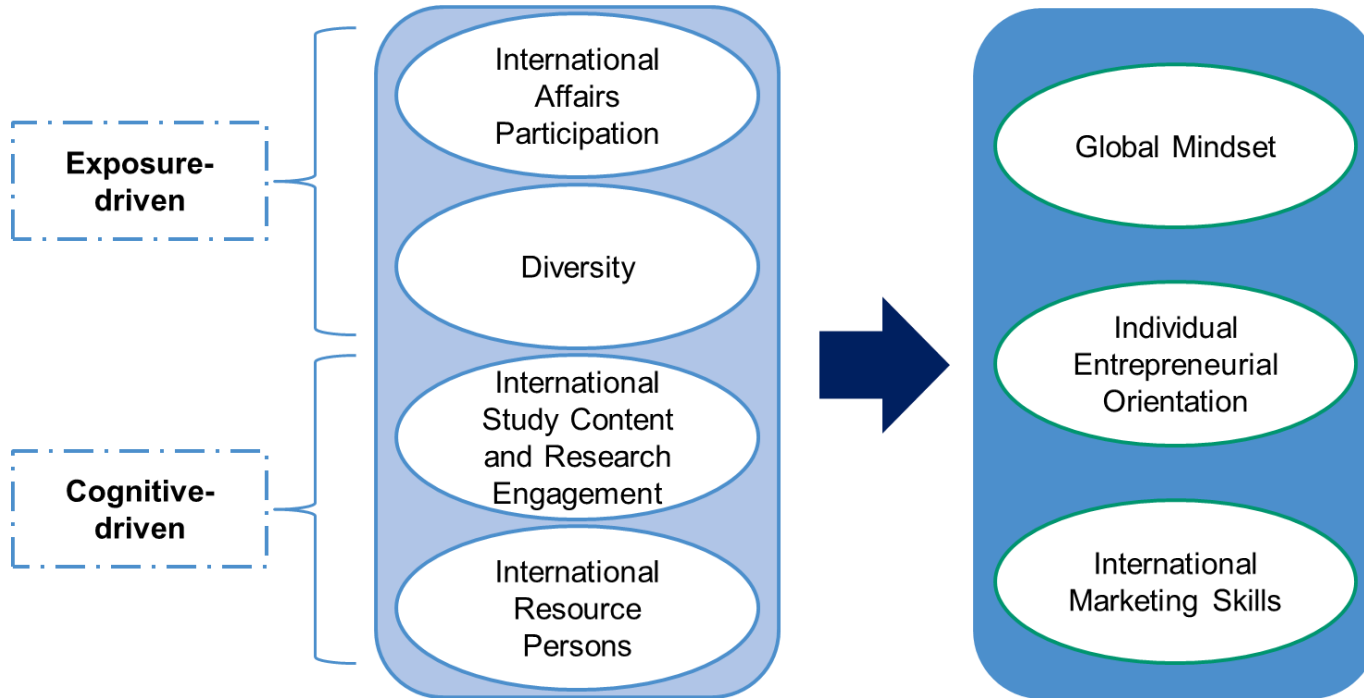 Exposure-
driven
Cognitive-
driven
International
Affairs
Participation
Diversity
International
Study Content
and Research
Engagement
International
Resource
Persons
Global Mindset
Individual
Entrepreneurial
Orientation
International
Marketing Skills